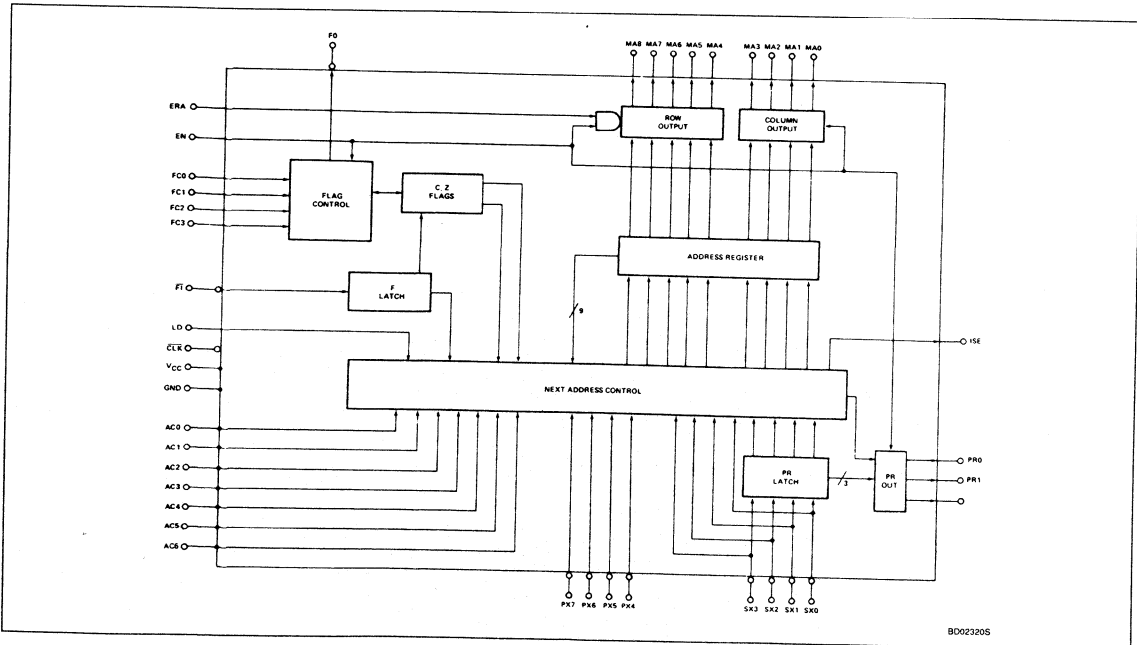 FO
MA8 MA7 MA6 MA5 MA4
MA3 MA2 MA1 MA0
ERA
EN
ROW OUTPUT
COLUMN OUTPUT
FC0
FC1
FC2
FC3
FLAG CONTROL
C, Z FLAGS
ADDRESS REGISTER
FI
F LATCH
9
LD
CLK
VCC
GND
ISE
NEXT ADDRESS CONTROL
AC0
AC1
AC2
AC3
AC4
AC5
AC6
PR LATCH
3
PR OUT
PR0
PR1
PX7 PX6 PX5 PX4
SX3 SX2 SX1 SX0
BD02320S